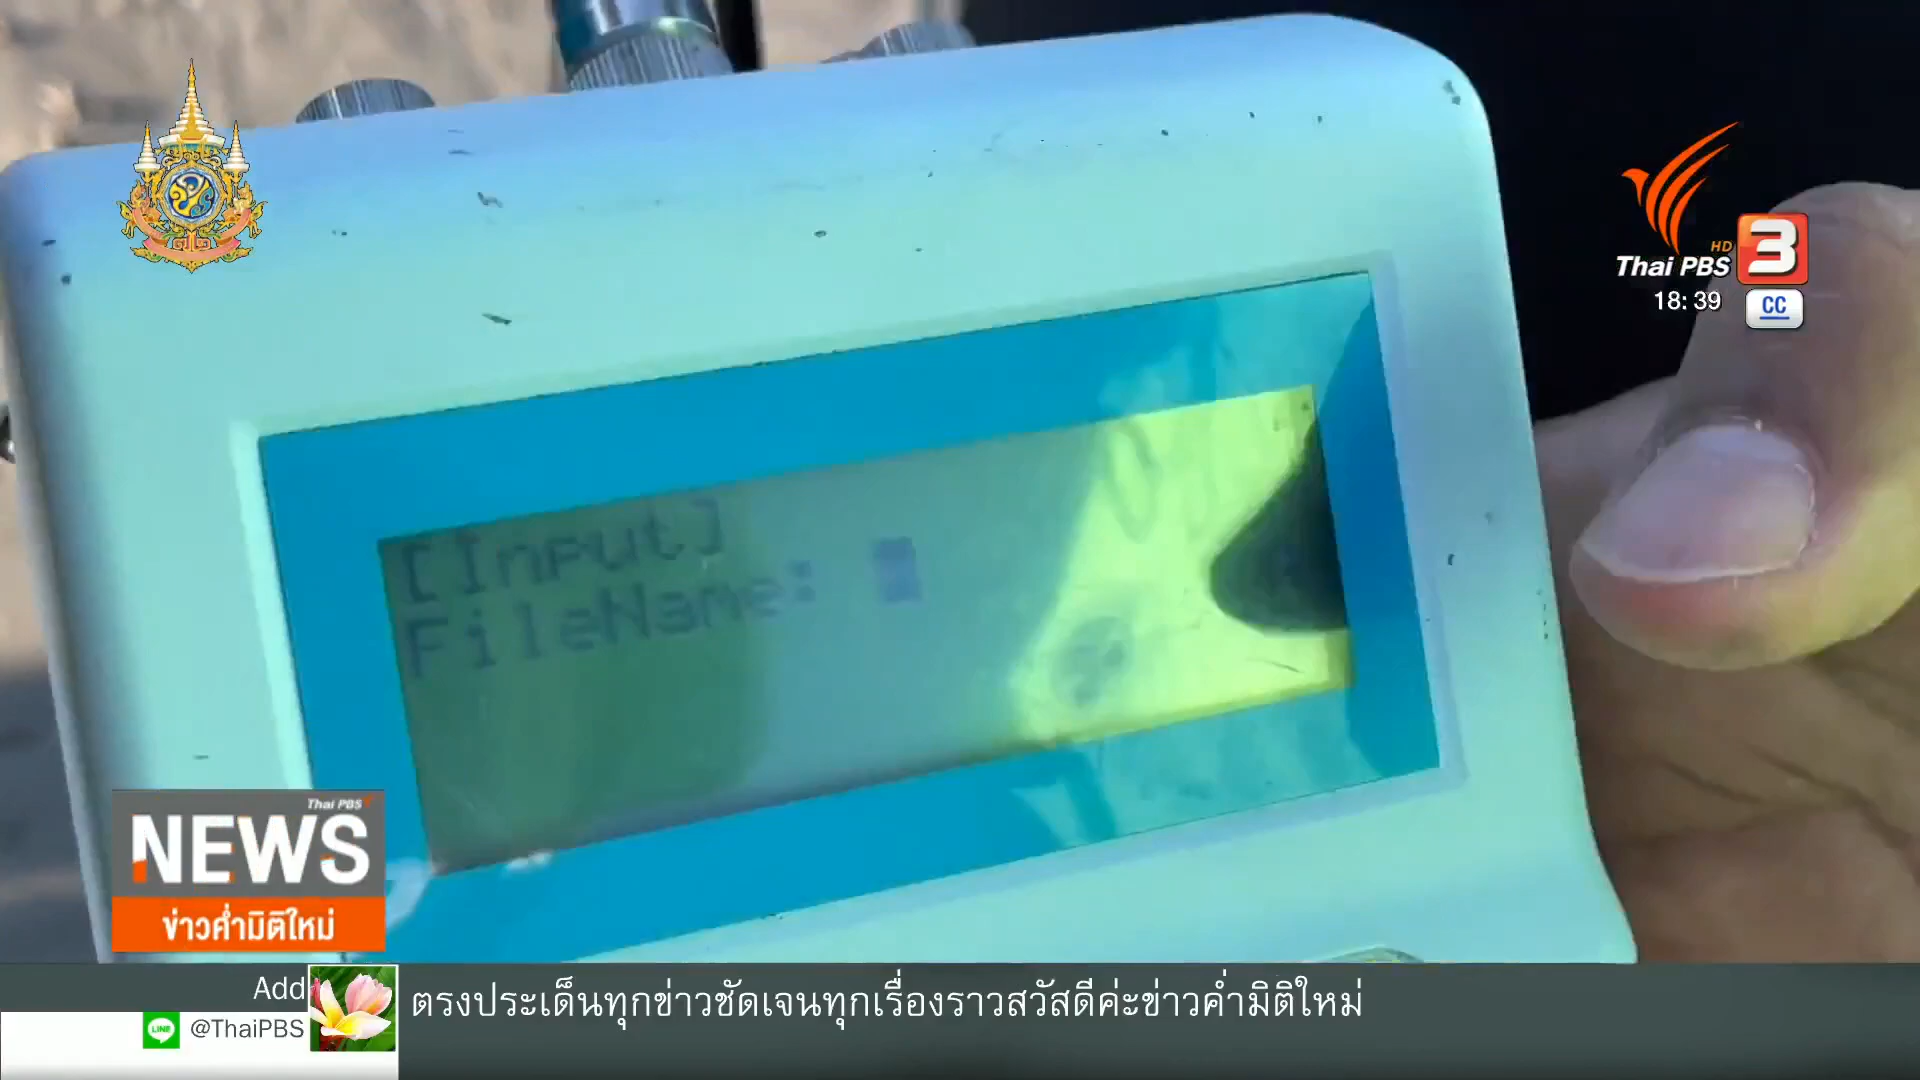 Thai PBS HD 3
18:39
CC
[Input]
FileName:
Thai PBS
NEWS
ข่าวค่ำมิติใหม่
Add
@ThaiPBS
LINE
ตรงประเด็นทุกข่าวชัดเจนทุกเรื่องราวสวัสดีค่ะข่าวค่ำมิติใหม่